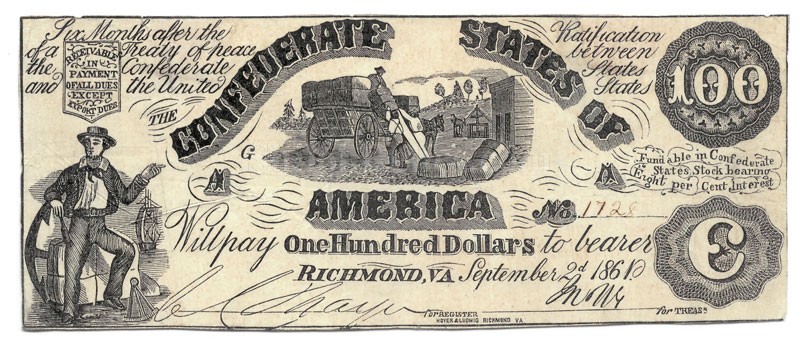 Six Months after the Ratification
of a Treaty of peace between
the Confederate States
and the United States
RECEIVABLE
IN
PAYMENT
OF ALL DUES
EXCEPT
EXPORT DUES
THE
CONFEDERATE STATES OF
AMERICA
100
G
A
A
Fundable in Confederate
States Stock bearing
Eight per Cent Interest
No. 1728
Will pay One Hundred Dollars to bearer
RICHMOND, VA September 2d 1861
C
for REGISTER
for TREASR
HOYER & LUDWIG RICHMOND VA